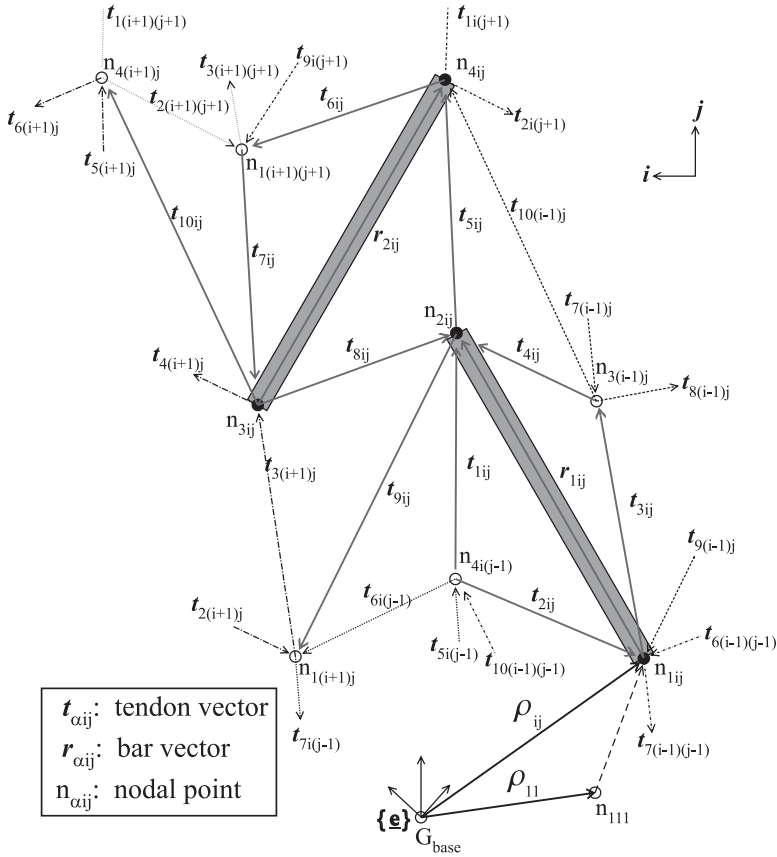 t1(i+1)(j+1)
t1i(j+1)
n4(i+1)j
t3(i+1)(j+1)
t9i(j+1)
n4ij
t2(i+1)(j+1)
t6ij
t6(i+1)j
t5(i+1)j
t2i(j+1)
j
i
n1(i+1)(j+1)
t10ij
t7ij
r2ij
t5ij
t10(i-1)j
t7(i-1)j
n2ij
t4(i+1)j
t8ij
t4ij
n3(i-1)j
t8(i-1)j
n3ij
t3(i+1)j
t9ij
t1ij
r1ij
t3ij
t9(i-1)j
n4i(j-1)
t2(i+1)j
t6i(j-1)
t2ij
t5i(j-1)
t10(i-1)(j-1)
t6(i-1)(j-1)
n1(i+1)j
n1ij
t7i(j-1)
ρij
t7(i-1)(j-1)
tαij: tendon vector
rαij: bar vector
nαij: nodal point
ρ11
n111
{e}
Gbase